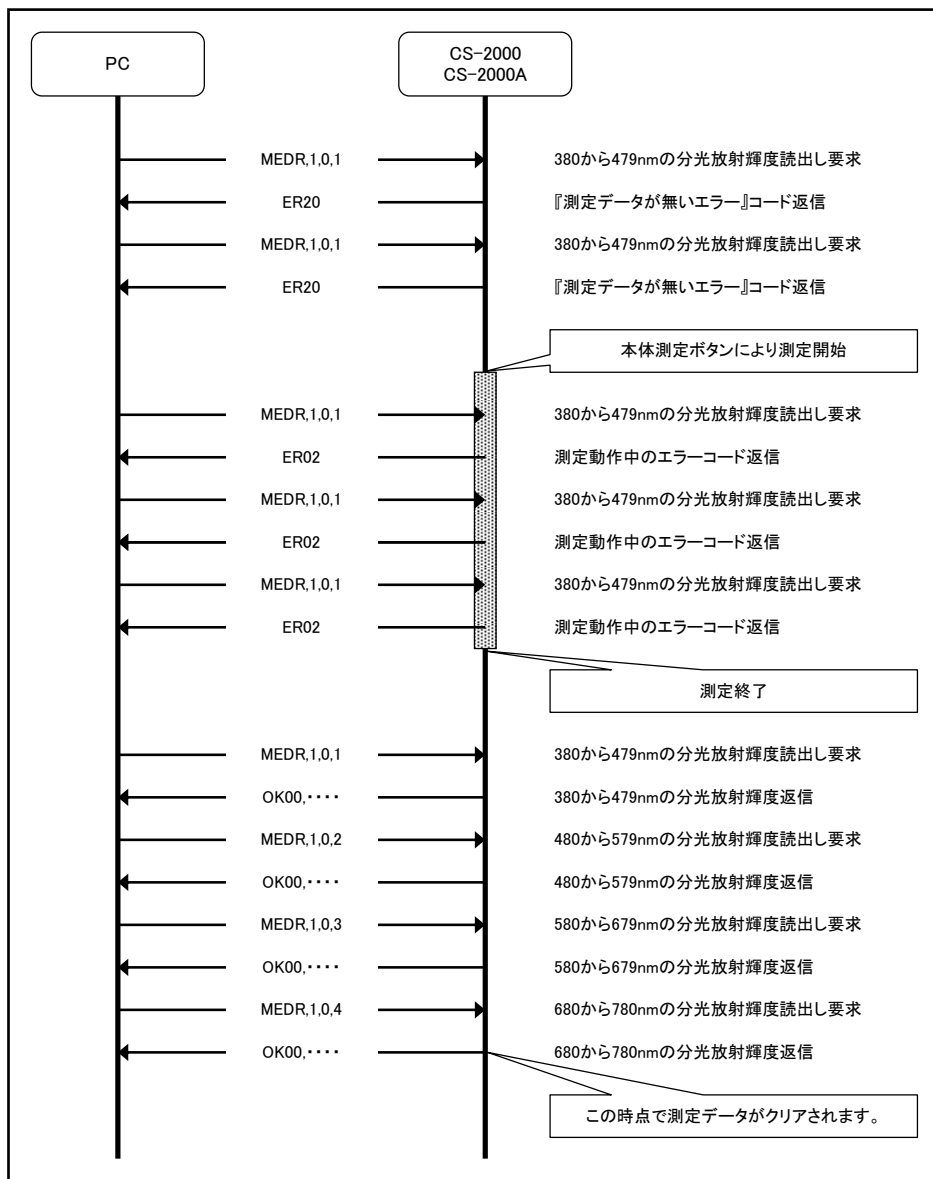 PC
CS-2000
CS-2000A
MEDR,1,0,1
380から479nmの分光放射輝度読出し要求
ER20
『測定データが無いエラー』コード返信
MEDR,1,0,1
380から479nmの分光放射輝度読出し要求
ER20
『測定データが無いエラー』コード返信
本体測定ボタンにより測定開始
MEDR,1,0,1
380から479nmの分光放射輝度読出し要求
ER02
測定動作中のエラーコード返信
MEDR,1,0,1
380から479nmの分光放射輝度読出し要求
ER02
測定動作中のエラーコード返信
MEDR,1,0,1
380から479nmの分光放射輝度読出し要求
ER02
測定動作中のエラーコード返信
測定終了
MEDR,1,0,1
380から479nmの分光放射輝度読出し要求
OK00,・・・・
380から479nmの分光放射輝度返信
MEDR,1,0,2
480から579nmの分光放射輝度読出し要求
OK00,・・・・
480から579nmの分光放射輝度返信
MEDR,1,0,3
580から679nmの分光放射輝度読出し要求
OK00,・・・・
580から679nmの分光放射輝度返信
MEDR,1,0,4
680から780nmの分光放射輝度読出し要求
OK00,・・・・
680から780nmの分光放射輝度返信
この時点で測定データがクリアされます。